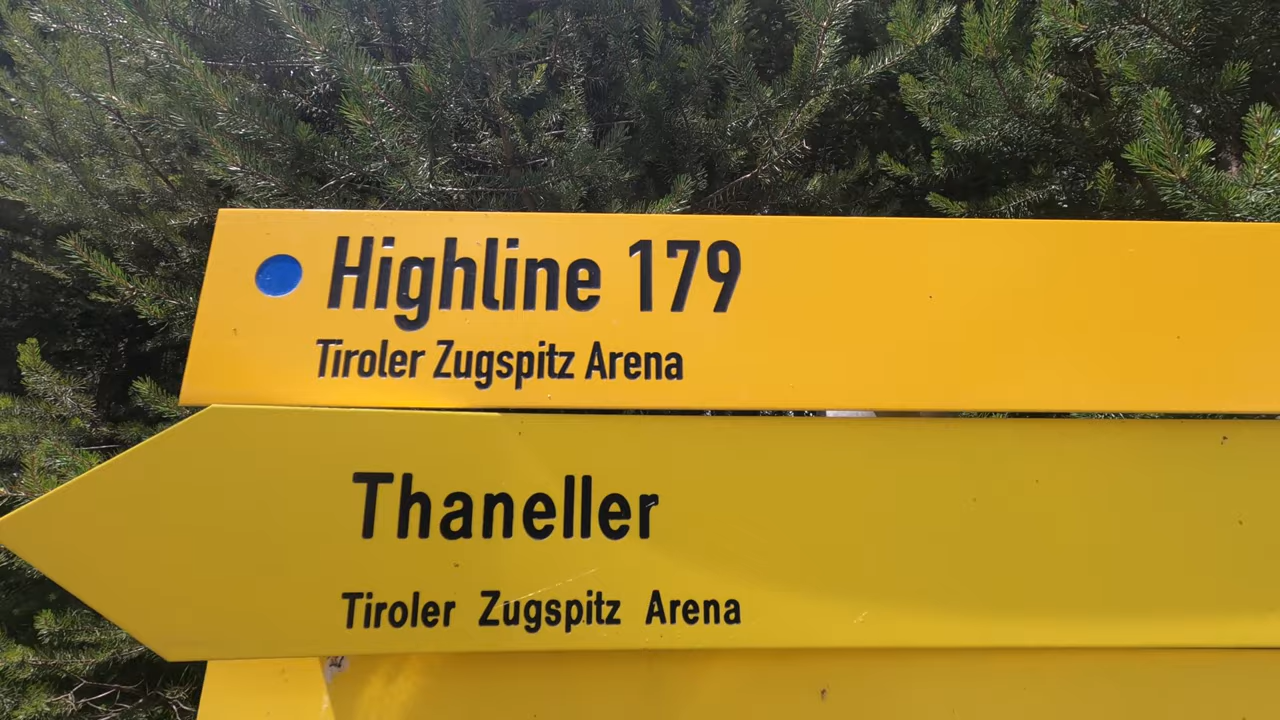 Highline 179
Tiroler Zugspitz Arena
Thaneller
Tiroler Zugspitz Arena